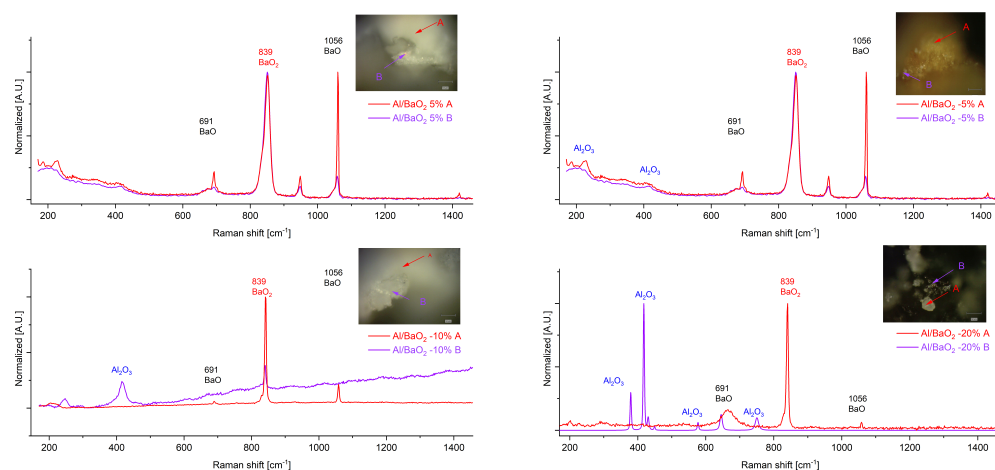 1056
BaO
A
B
839
BaO₂
691
BaO
Al/BaO₂ 5% A
Al/BaO₂ 5% B
Normalized [A.U.]
200
400
600
800
1000
1200
1400
Raman shift [cm⁻¹]
1056
BaO
A
B
839
BaO₂
691
BaO
Al₂O₃
Al₂O₃
Al/BaO₂ -5% A
Al/BaO₂ -5% B
Normalized [A.U.]
200
400
600
800
1000
1200
1400
Raman shift [cm⁻¹]
1056
BaO
A
839
BaO₂
691
BaO
Al₂O₃
Al/BaO₂ -10% A
Al/BaO₂ -10% B
Normalized [A.U.]
200
400
600
800
1000
1200
1400
Raman shift [cm⁻¹]
839
BaO₂
B
A
Al₂O₃
Al₂O₃
Al₂O₃
691
BaO
Al₂O₃
1056
BaO
Al/BaO₂ -20% A
Al/BaO₂ -20% B
Normalized [A.U.]
200
400
600
800
1000
1200
1400
Raman shift [cm⁻¹]